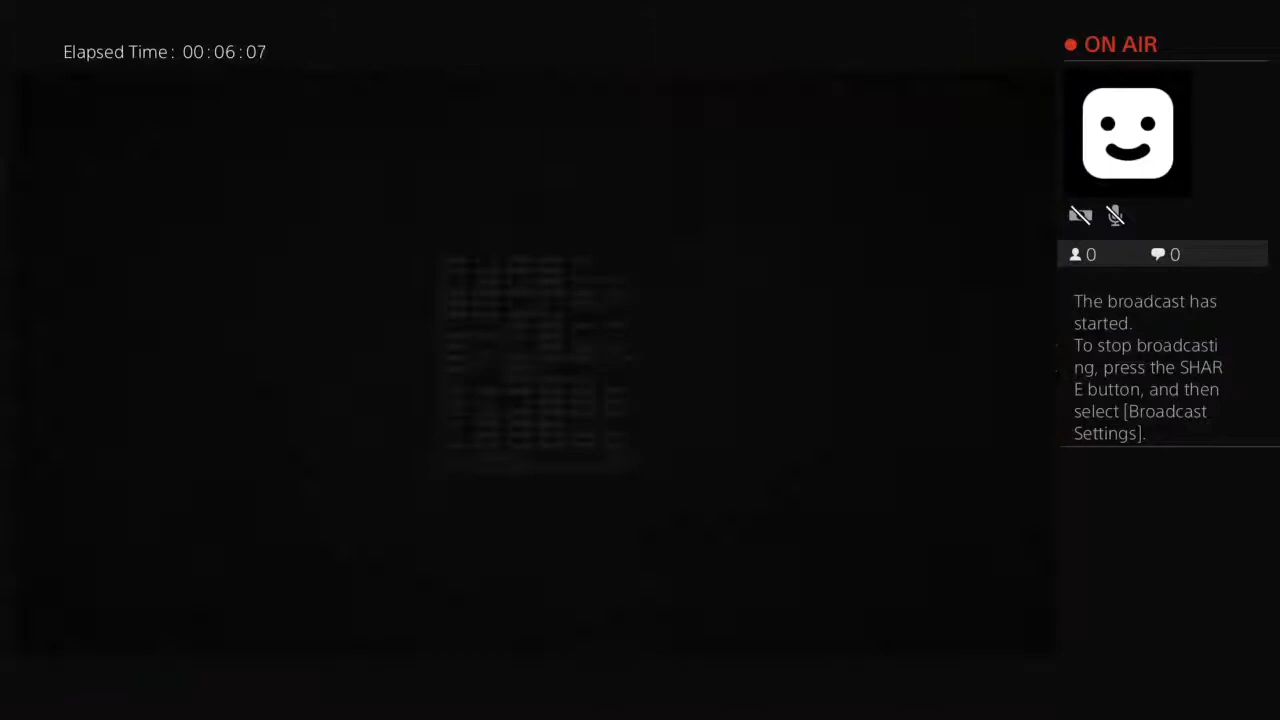 Elapsed Time: 00:06:07
ON AIR
0 0
The broadcast has
started.
To stop broadcasti
ng, press the SHAR
E button, and then
select [Broadcast
Settings].